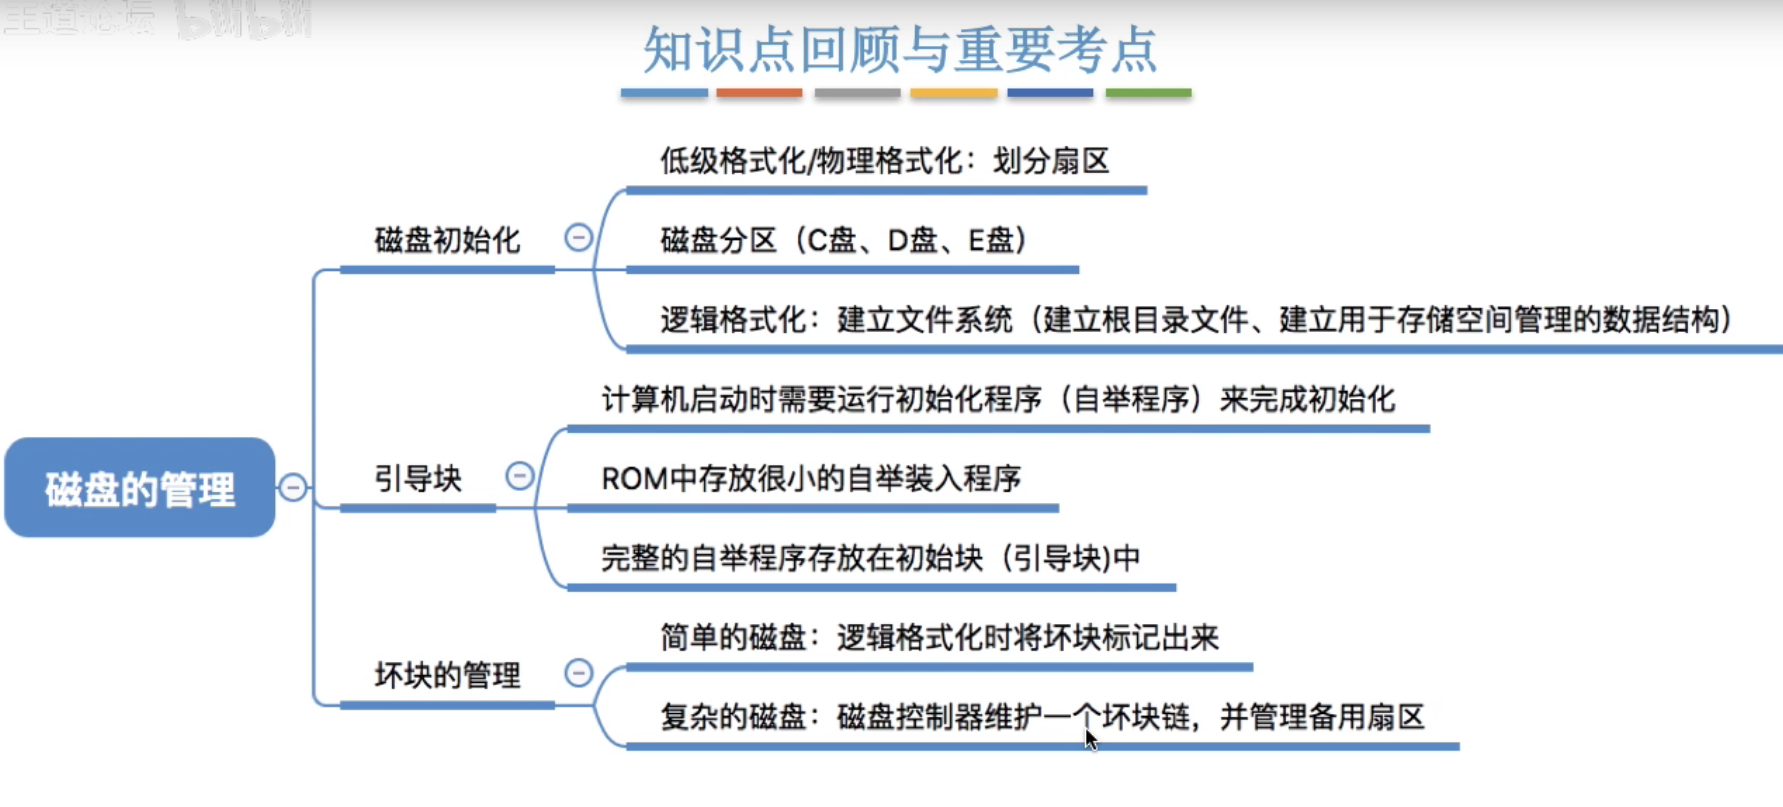 王道论坛 bilibili
知识点回顾与重要考点
低级格式化/物理格式化：划分扇区
磁盘初始化
磁盘分区（C盘、D盘、E盘）
逻辑格式化：建立文件系统（建立根目录文件、建立用于存储空间管理的数据结构）
计算机启动时需要运行初始化程序（自举程序）来完成初始化
磁盘的管理
引导块
ROM中存放很小的自举装入程序
完整的自举程序存放在初始块（引导块)中
简单的磁盘：逻辑格式化时将坏块标记出来
坏块的管理
复杂的磁盘：磁盘控制器维护一个坏块链，并管理备用扇区